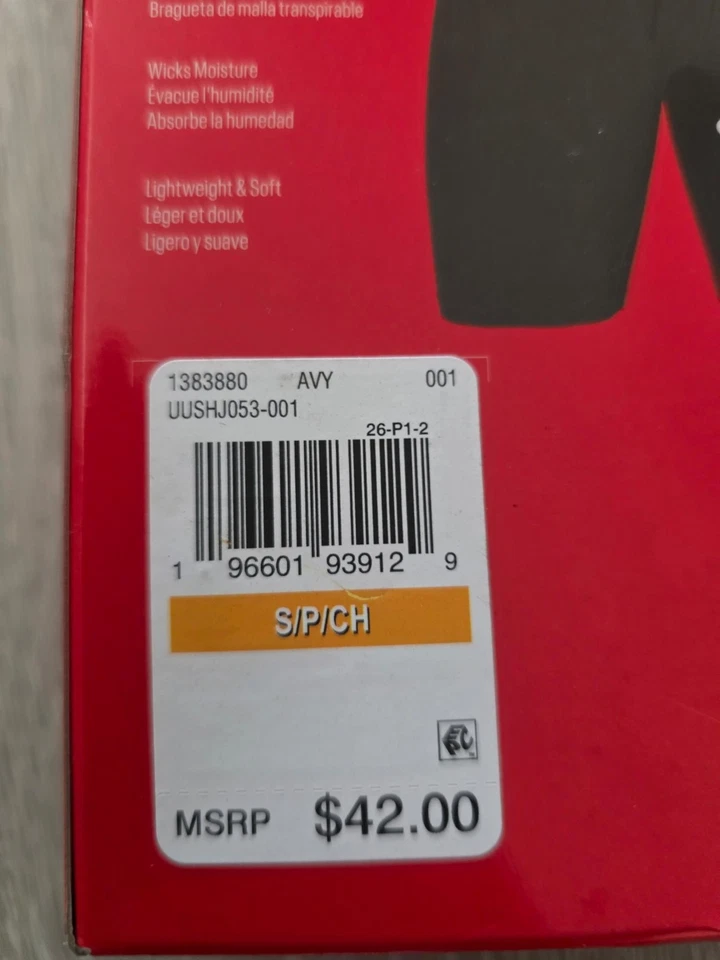 Bragueta de malla transpirable
Wicks Moisture
Évacue l'humidité
Absorbe la humedad
Lightweight & Soft
Léger et doux
Ligero y suave
1383880 AVY 001
UUSHJ053-001
26-P1-2
1 96601 93912 9
S/P/CH
MSRP $42.00